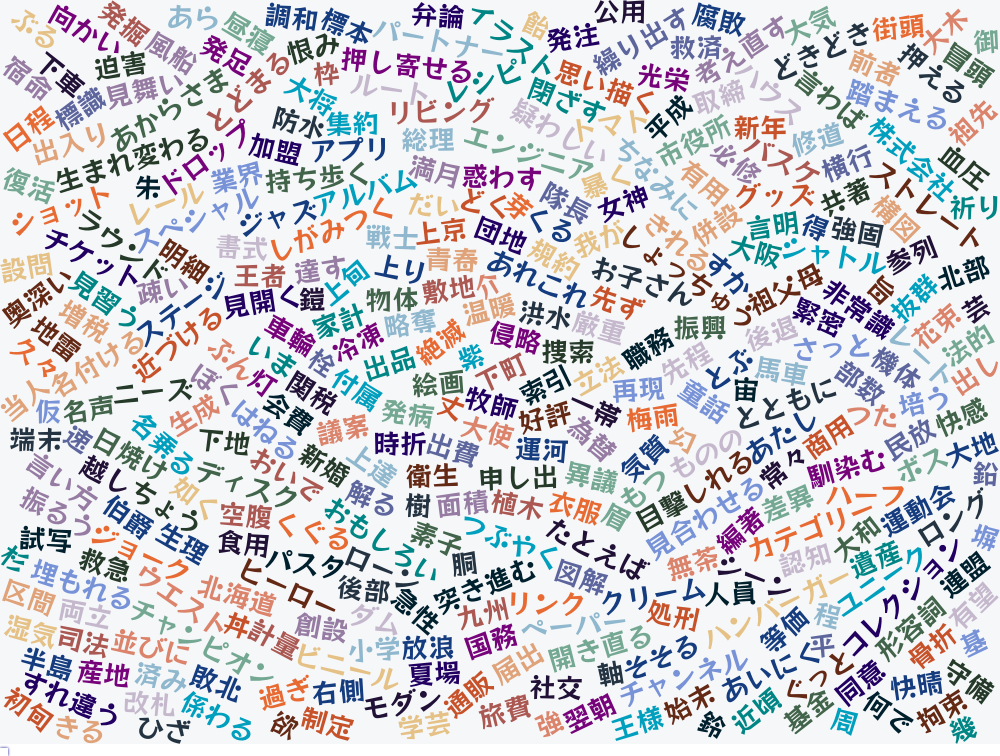 ふる
向かい
発掘
風船
あら
昼寝
調和
標本
パートナー
弁論
イラスト
飴
発注
公用
繰り出す
腐敗
救済
考え直す
大気
どきどき
街頭
大木
御
冒頭
宿命
下車
迫害
発足
恨み
枠
押し寄せる
レシピ
思い描く
光栄
取締
ハウス
言わば
前者
押える
踏まえる
祖先
日程
標識
見舞い
あからさま
とまる
大将
ルート
リビング
閉ざす
トマト
平成
出入り
生まれ変わる
防水
集約
総理
エンジニア
疑わしい
ちなみに
市役所
新年
修道
株式会社
血圧
復活
朱
ドロップ
加盟
アプリ
満月
惑わす
暴く
有用
必修
バスケ
横行
ストレート
祈り
ショット
レール
業界
持ち歩く
アルバム
だいどく
芽
くる
隊長
女神
グッズ
共著
横図
スペシャル
ジャズ
しがみつく
戦士
上京
団地
規約
我が
きれる
併設
言明
得
強固
参列
ラウンド
チケット
明細
書式
王者
達す
何
上り
青春
あれこれ
お子さん
しょっちゅう
すか
大阪
シャトル
設問
奥深い
見習う
疎い
ステージ
見開く
鎧
上位
物体
敷地
介
先ず
祖父母
緊密
非常識
旨
抜群
北部
地雷
増税
近づける
車輪
家計
略奪
温暖
洪水
厳重
職務
振興
後退
さっと
花束
芸
法的
名付ける
ぶん
いま
栓
冷凍
出品
絶滅
紫
侵略
捜索
立法
先程
どぶ
馬車
機体
レーイ
出し
当人
仮
名声
ニーズ
ぼく
灯
関税
付属
絵画
下町
索引
一帯
再現
童話
宙
部数
培う
端末
速
日焼け
名乗る
生成
はねる
会費
議案
発病
丈
牧師
好評
梅雨
とともに
つた
快感
言い方
越しちょう
下地
おいで
新婚
上達
時折
出費
大使
運河
為替
気質
匂
ものの
あたし
商用
民放
大地
振るう
伯爵
如く
ディスク
解る
衛生
申し出
異議
もつ
しれる
常々
馴染む
ボス
鉛
試写
ジョーク
生理
空腹
くぐる
おもしろい
樹
面積
植木
衣服
眉
目撃
見合わせる
差異
ハーフ
運動会
ロング
塀
杉
救急
食用
パスタ
ローン
素子
つぶやく
たとえば
無茶
編著
カテゴリー
認知
大和
遺産
埋もれる
ウエスト
ヒーロー
後部
急性
胴
突き進む
図解
クリーム
人員
ハンバーガー
ユニーク
コレクション
連盟
区間
両立
北海道
丼
計量
創設
ダム
九州
リンク
ペーパー
処刑
等価
程
形容詞
有望
湿気
司法
並びに
チャンピオン
ビニール
小学
放浪
国務
届出
開き直る
軸
そそる
あいにく
平
ぐっと
骨折
基
半島
産地
済み
敗北
過ぎ
右側
夏場
モダン
通販
社交
チャンネル
同意
快晴
守備
すれ違う
改札
係わる
欲
制定
学芸
旅費
強
翌朝
王様
始末
鈴
近頃
基金
周
何で
拘束
幾
初旬
きる
ひざ